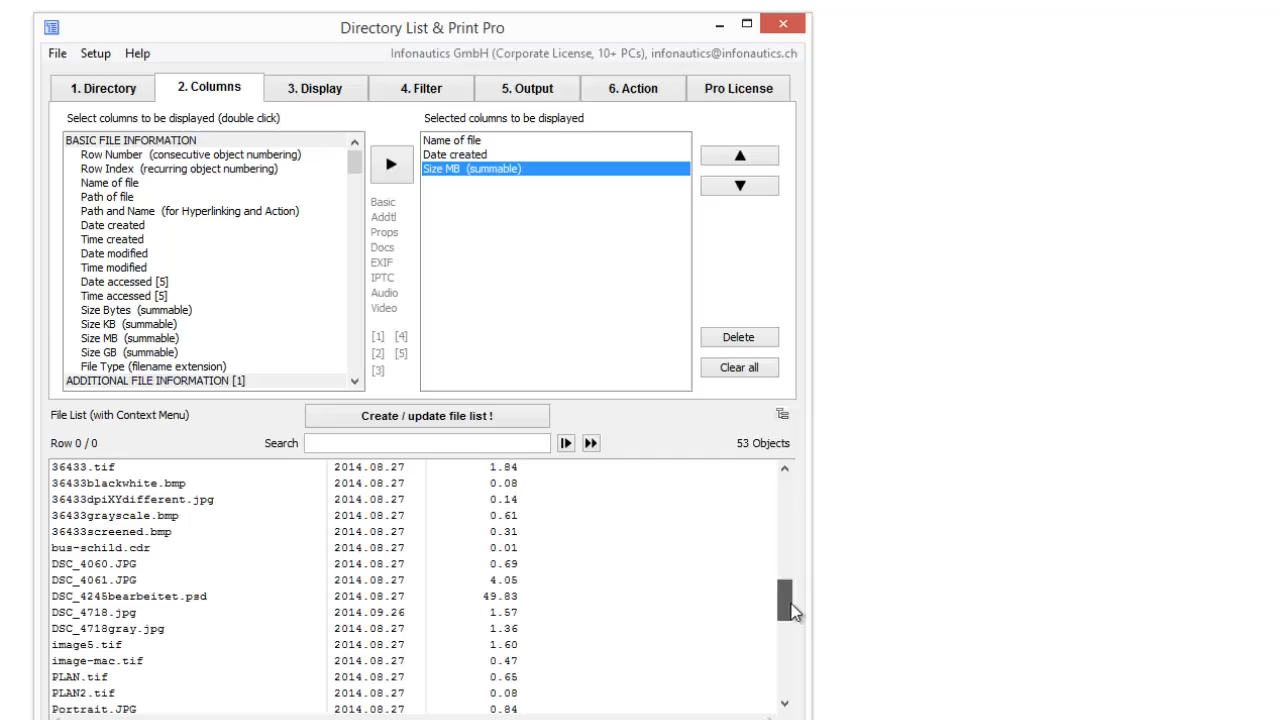 Directory List & Print Pro
File Setup Help Infonautics GmbH (Corporate License, 10+ PCs), infonautics@infonautics.ch
1. Directory 2. Columns 3. Display 4. Filter 5. Output 6. Action Pro License
Select columns to be displayed (double click) Selected columns to be displayed
BASIC FILE INFORMATION
Row Number (consecutive object numbering)
Row Index (recurring object numbering)
Name of file
Path of file
Path and Name (for Hyperlinking and Action)
Date created
Time created
Date modified
Time modified
Date accessed [5]
Time accessed [5]
Size Bytes (summable)
Size KB (summable)
Size MB (summable)
Size GB (summable)
File Type (filename extension)
ADDITIONAL FILE INFORMATION [1]
Basic
Addtl
Props
Docs
EXIF
IPTC
Audio
Video
[1] [4]
[2] [5]
[3]
Name of file
Date created
Size MB (summable)
Delete
Clear all
File List (with Context Menu) Create / update file list !
Row 0 / 0 Search 53 Objects
36433.tif 2014.08.27 1.84
36433blackwhite.bmp 2014.08.27 0.08
36433dpiXYdifferent.jpg 2014.08.27 0.14
36433grayscale.bmp 2014.08.27 0.61
36433screened.bmp 2014.08.27 0.31
bus-schild.cdr 2014.08.27 0.01
DSC_4060.JPG 2014.08.27 0.69
DSC_4061.JPG 2014.08.27 4.05
DSC_4245bearbeitet.psd 2014.08.27 49.83
DSC_4718.jpg 2014.09.26 1.57
DSC_4718gray.jpg 2014.08.27 1.36
image5.tif 2014.08.27 1.60
image-mac.tif 2014.08.27 0.47
PLAN.tif 2014.08.27 0.65
PLAN2.tif 2014.08.27 0.08
Portrait.JPG 2014.08.27 0.84